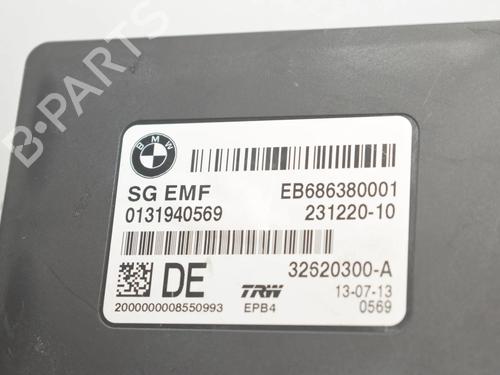 B-PARTS
BMW
SG EMF EB686380001
0131940569 231220-10
32620300-A
DE TRW 13-07-13
2000000008550993 EPB4 0569